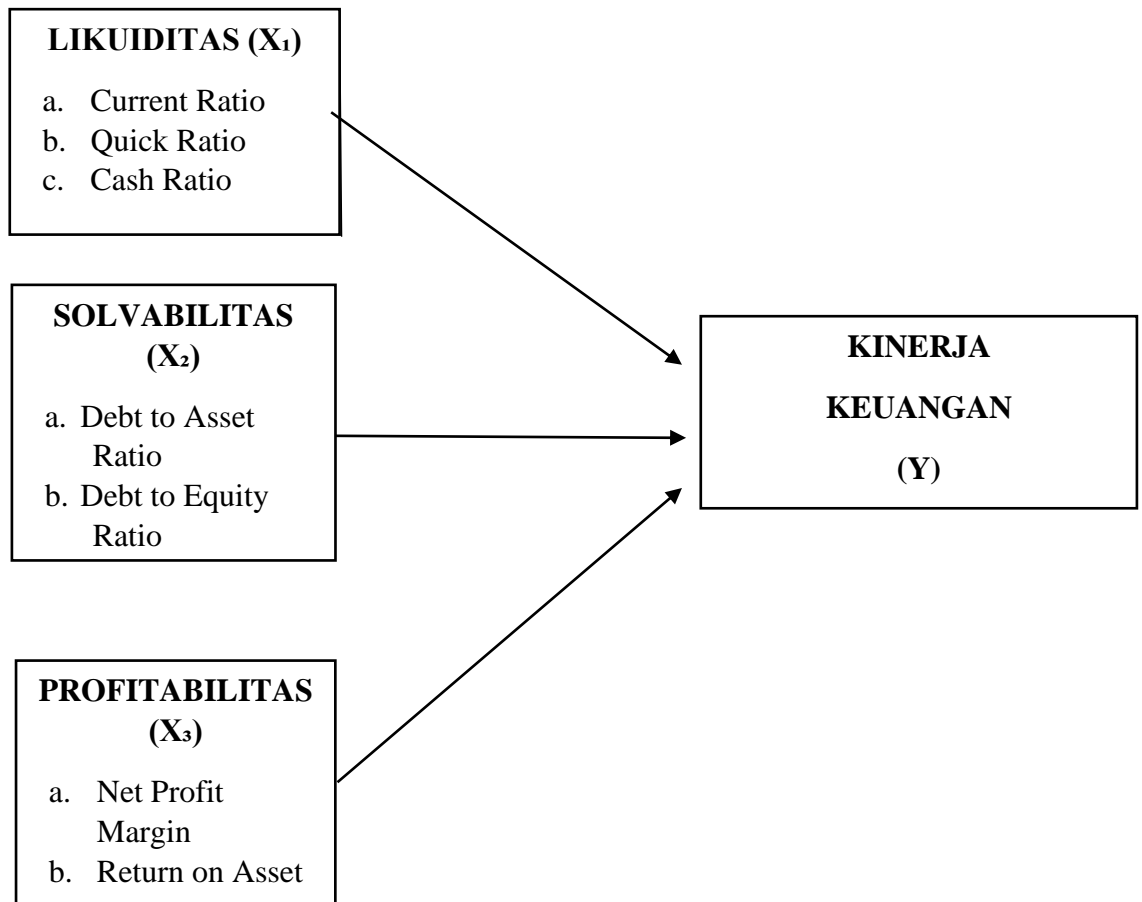 LIKUIDITAS (X₁)
a. Current Ratio
b. Quick Ratio
c. Cash Ratio
SOLVABILITAS
(X₂)
a. Debt to Asset
Ratio
b. Debt to Equity
Ratio
PROFITABILITAS
(X₃)
a. Net Profit
Margin
b. Return on Asset
KINERJA
KEUANGAN
(Y)